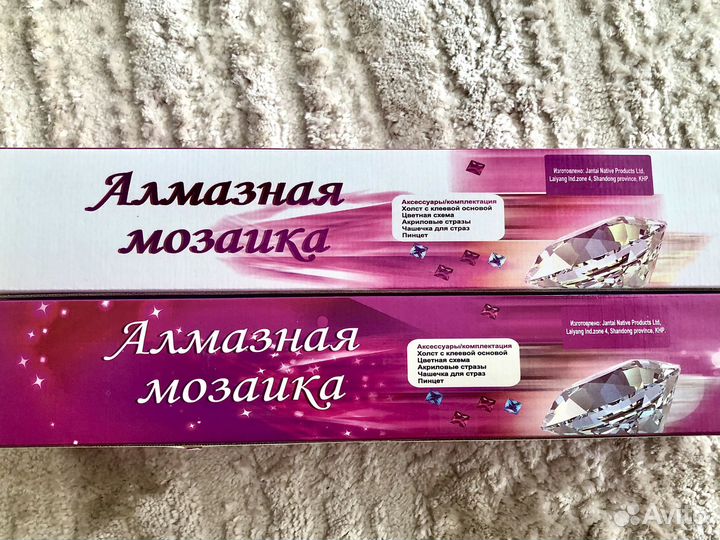 Алмазная
мозаика
Аксессуары/комплектация
Холст с клеевой основой
Цветная схема
Акриловые стразы
Чашечка для страз
Пинцет
Изготовлено: Jantai Native Products Ltd,
Laiyang Ind.zone 4, Shandong province, КНР
Алмазная
мозаика
Аксессуары/комплектация
Холст с клеевой основой
Цветная схема
Акриловые стразы
Чашечка для страз
Пинцет
Изготовлено: Jantai Native Products Ltd,
Laiyang Ind.zone 4, Shandong province, КНР
Avito